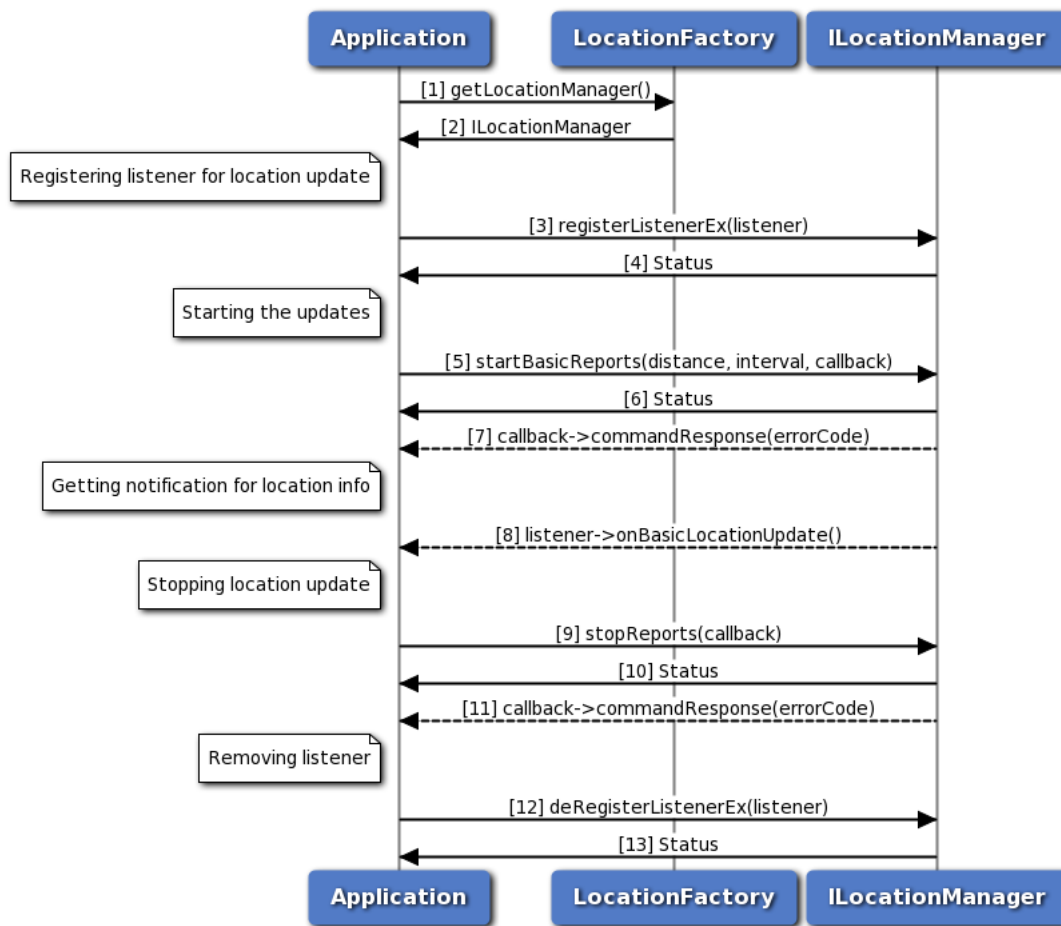 Application
LocationFactory
ILocationManager
[1] getLocationManager()
[2] ILocationManager
Registering listener for location update
[3] registerListenerEx(listener)
[4] Status
Starting the updates
[5] startBasicReports(distance, interval, callback)
[6] Status
[7] callback->commandResponse(errorCode)
Getting notification for location info
[8] listener->onBasicLocationUpdate()
Stopping location update
[9] stopReports(callback)
[10] Status
[11] callback->commandResponse(errorCode)
Removing listener
[12] deRegisterListenerEx(listener)
[13] Status
Application
LocationFactory
ILocationManager